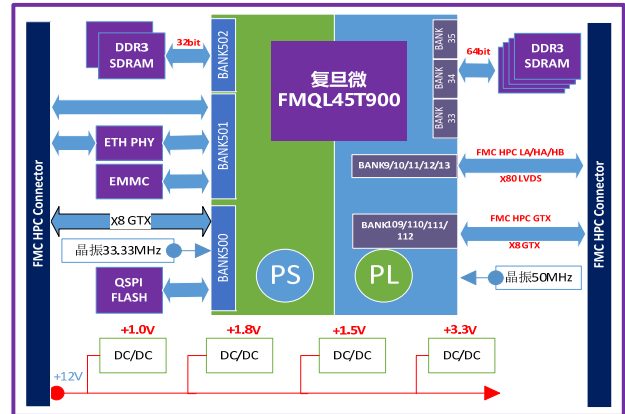 DDR3
SDRAM
32bit
BANK502
复旦微
FMQL45T900
BANK
35
BANK
34
BANK
33
64bit
DDR3
SDRAM
FMC HPC Connector
BANK501
ETH PHY
EMMC
BANK9/10/11/12/13
FMC HPC LA/HA/HB
X80 LVDS
X8 GTX
BANK500
BANK109/110/111/
112
FMC HPC GTX
X8 GTX
FMC HPC Connector
晶振33.33MHz
PS
PL
晶振50MHz
QSPI
FLASH
+1.0V
+1.8V
+1.5V
+3.3V
DC/DC
DC/DC
DC/DC
DC/DC
+12V